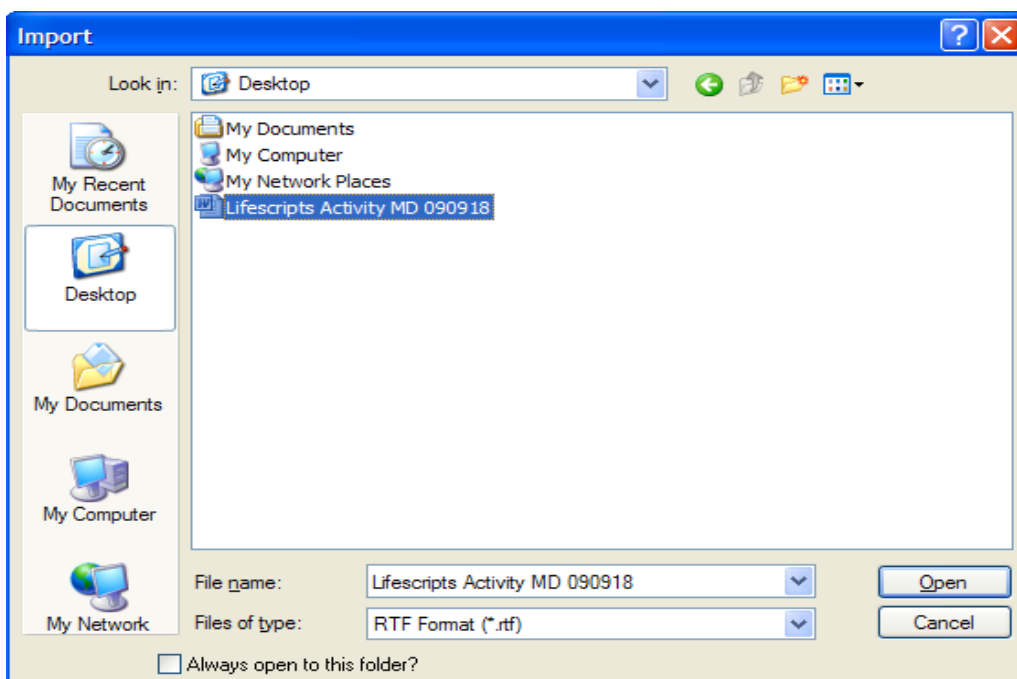 Import
Look in:
Desktop
My Recent
Documents
Desktop
My Documents
My Computer
My Network
My Documents
My Computer
My Network Places
Lifescripts Activity MD 090918
File name:
Lifescripts Activity MD 090918
Open
Files of type:
RTF Format (*.rtf)
Cancel
Always open to this folder?